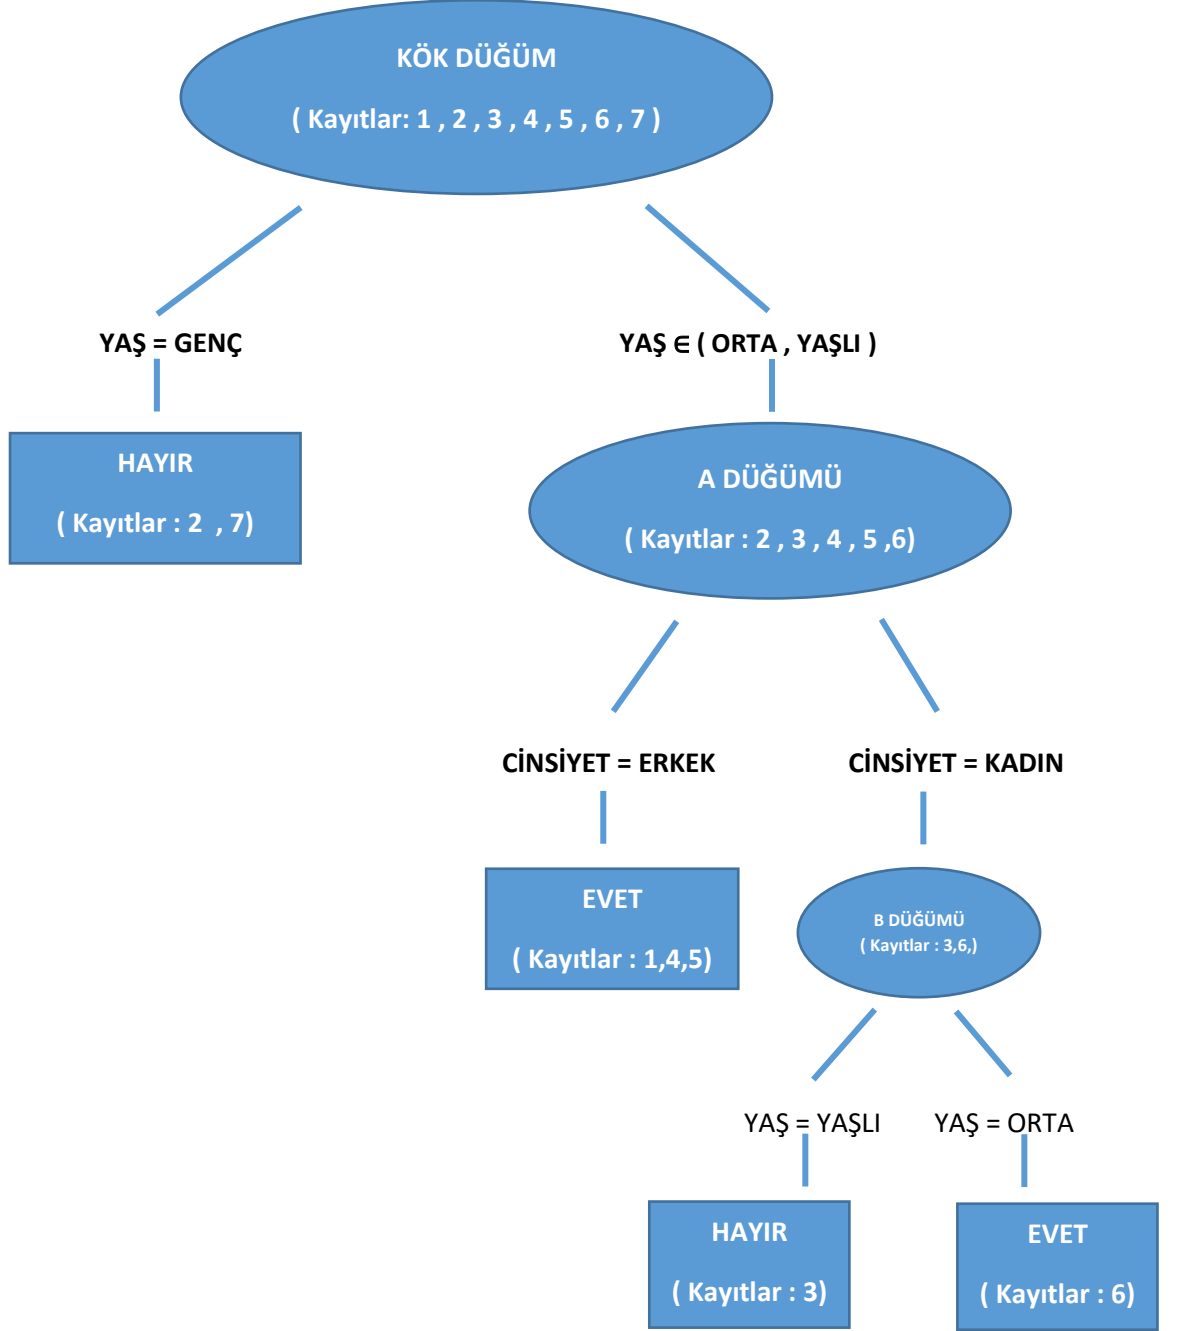 KÖK DÜĞÜM
( Kayıtlar: 1 , 2 , 3 , 4 , 5 , 6 , 7 )
YAŞ = GENÇ
YAŞ ∈ ( ORTA , YAŞLI )
HAYIR
( Kayıtlar : 2  , 7)
A DÜĞÜMÜ
( Kayıtlar : 2 , 3 , 4 , 5 ,6)
CİNSİYET = ERKEK
CİNSİYET = KADIN
EVET
( Kayıtlar : 1,4,5)
B DÜĞÜMÜ
( Kayıtlar : 3,6,)
YAŞ = YAŞLI
YAŞ = ORTA
HAYIR
( Kayıtlar : 3)
EVET
( Kayıtlar : 6)